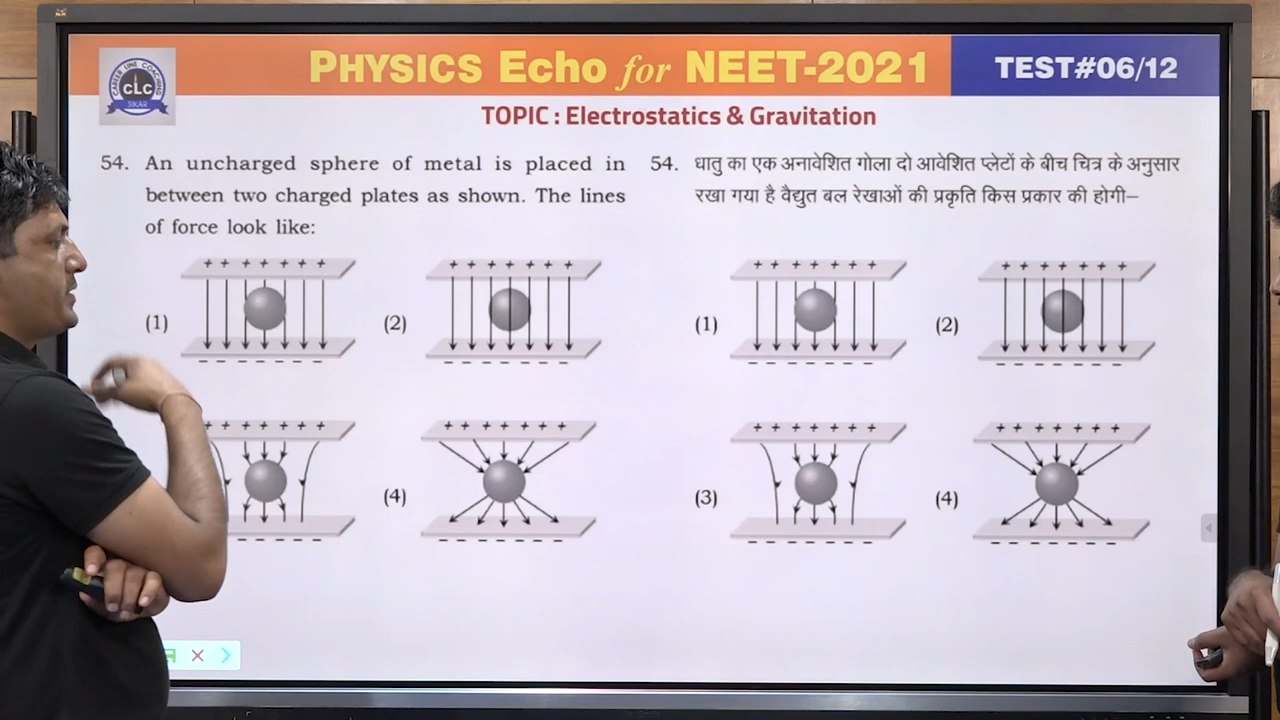 PHYSICS Echo for NEET-2021
TEST#06/12
CAREER LINE COACHING
CLC
SIKAR
TOPIC : Electrostatics & Gravitation
54. An uncharged sphere of metal is placed in
between two charged plates as shown. The lines
of force look like:
+ + + + + + +
(1)
– – – – – – –
+ + + + + + +
(2)
– – – – – – –
+ + + + + + +
– – – – – – –
+ + + + + + +
(4)
– – – – – – –
54. धातु का एक अनावेशित गोला दो आवेशित प्लेटों के बीच चित्र के अनुसार
रखा गया है वैद्युत बल रेखाओं की प्रकृति किस प्रकार की होगी–
+ + + + + + +
(1)
– – – – – – –
+ + + + + + +
(2)
– – – – – – –
+ + + + + + +
(3)
– – – – – – –
+ + + + + + +
(4)
– – – – – – –